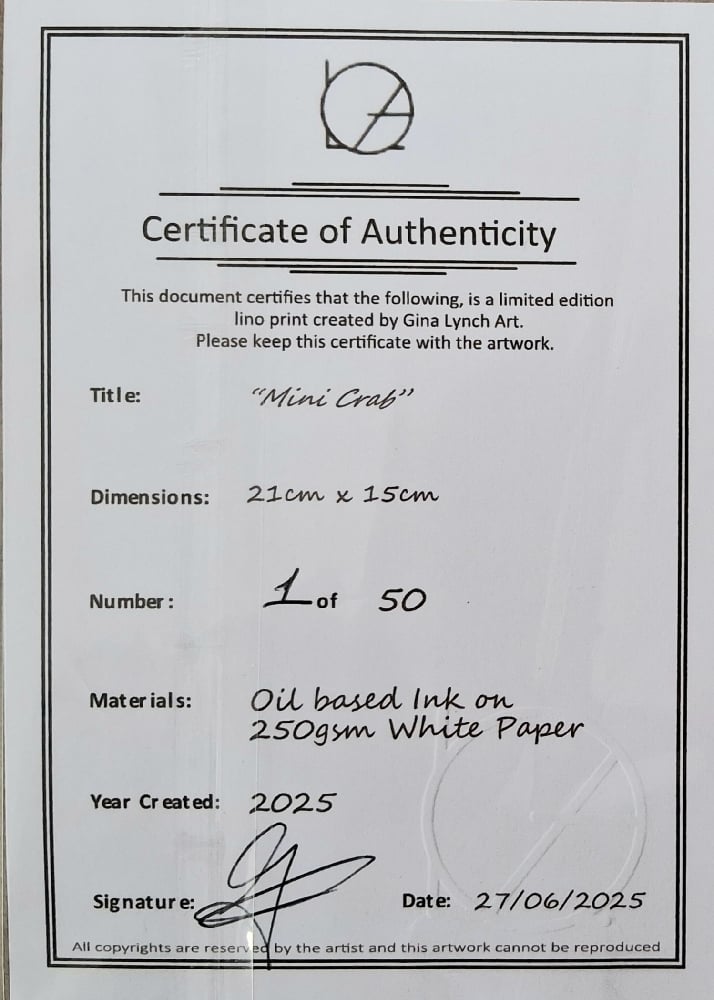 Certificate of Authenticity
This document certifies that the following, is a limited edition
lino print created by Gina Lynch Art.
Please keep this certificate with the artwork.
Title: "Mini Crab"
Dimensions: 21cm x 15cm
Number: 1 of 50
Materials: Oil based Ink on
250gsm White Paper
Year Created: 2025
Signature: Date: 27/06/2025
All copyrights are reserved by the artist and this artwork cannot be reproduced